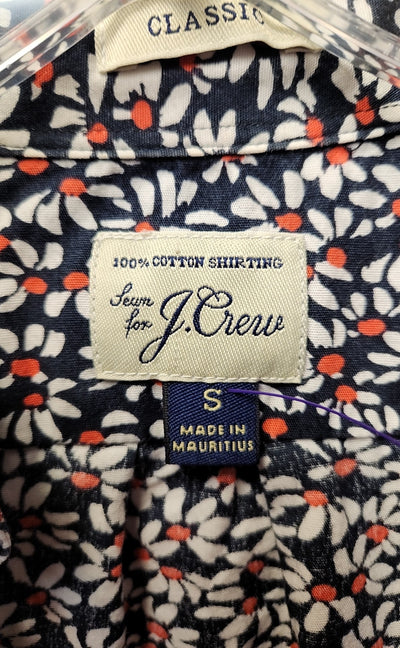 CLASSIC
100% COTTON SHIRTING
Sewn
for J.Crew
S
MADE IN
MAURITIUS